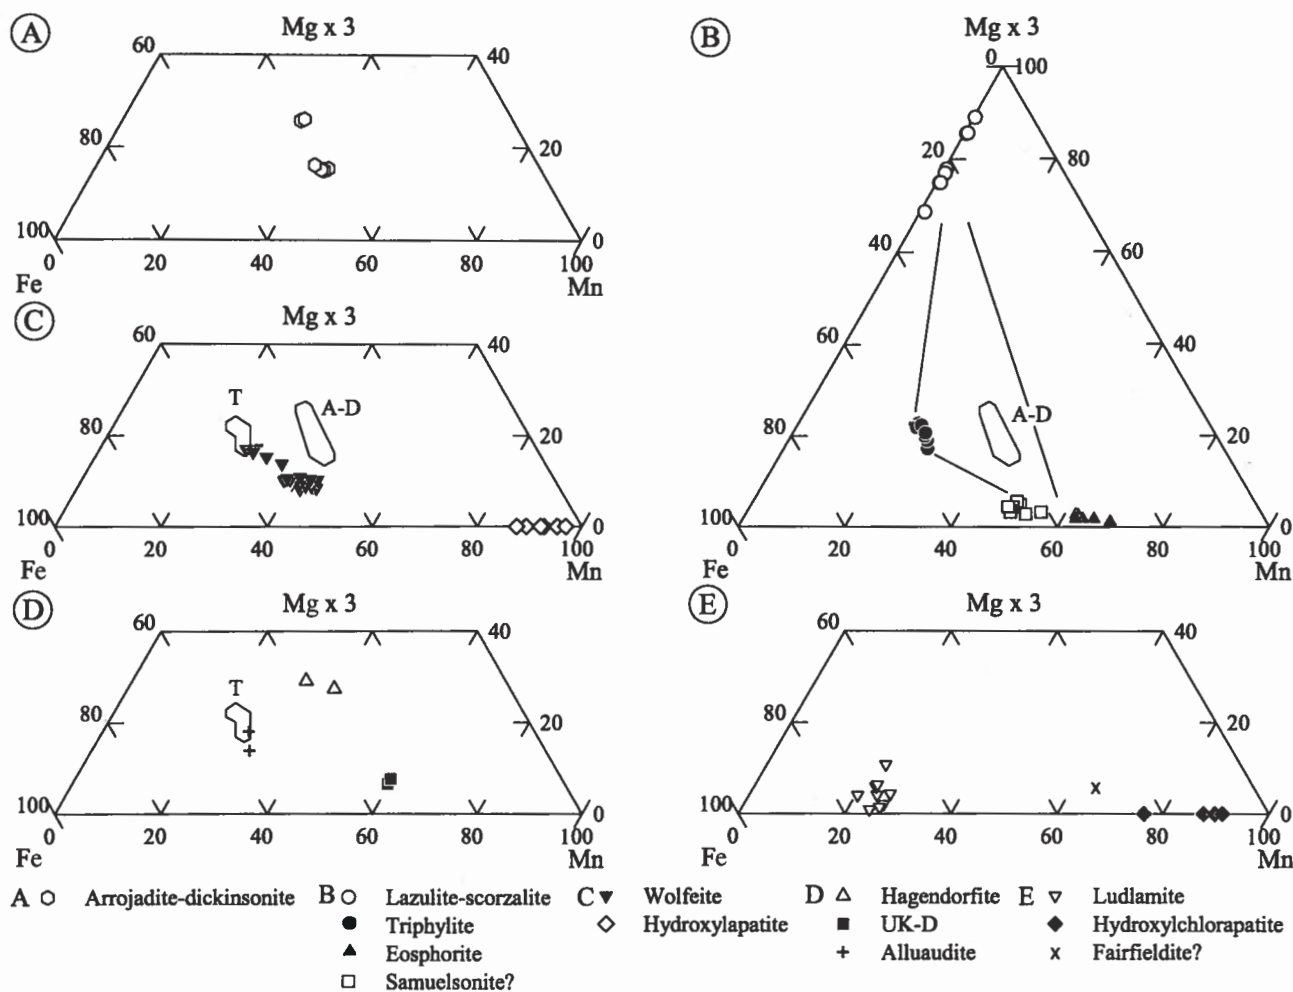 A
Mg x 3
60
40
80
20
100
0
0
20
40
60
80
100
Fe
Mn
B
Mg x 3
0
100
20
80
40
60
60
40
80
A-D
20
100
0
0
20
40
60
80
100
Fe
Mn
C
Mg x 3
60
40
T
A-D
80
20
100
0
0
20
40
60
80
100
Fe
Mn
D
Mg x 3
60
40
T
80
20
100
0
0
20
40
60
80
100
Fe
Mn
E
Mg x 3
60
40
80
20
x
100
0
0
20
40
60
80
100
Fe
Mn
A Arrojadite-dickinsonite
B Lazulite-scorzalite
Triphylite
Eosphorite
Samuelsonite?
C Wolfeite
Hydroxylapatite
D Hagendorfite
UK-D
+ Alluaudite
E Ludlamite
Hydroxylchlorapatite
x Fairfieldite?